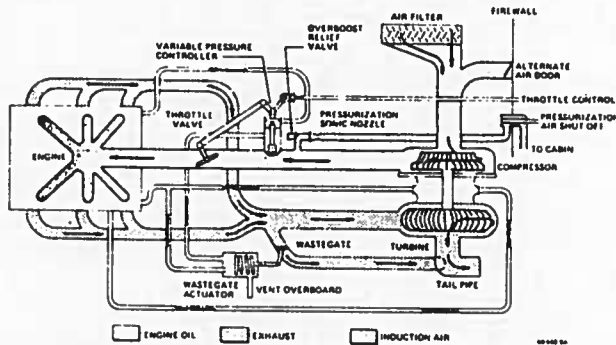 FIREWALL
AIR FILTER
OVERBOOST
RELIEF
VALVE
VARIABLE PRESSURE
CONTROLLER
ALTERNATE
AIR DOOR
THROTTLE CONTROL
THROTTLE
VALVE
PRESSURIZATION
SONIC NOZZLE
PRESSURIZATION
AIR SHUT OFF
TO CABIN
ENGINE
COMPRESSOR
WASTEGATE
TURBINE
WASTEGATE
ACTUATOR
VENT OVERBOARD
TAIL PIPE
ENGINE OIL
EXHAUST
INDUCTION AIR